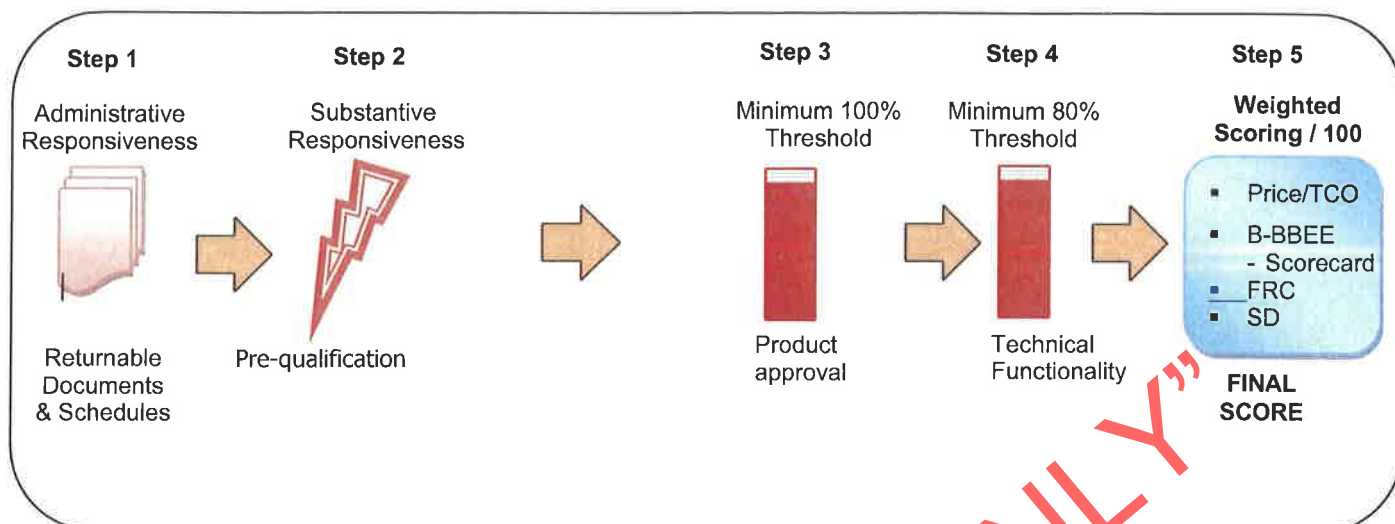 Step 1
Administrative
Responsiveness
Returnable
Documents
& Schedules
Step 2
Substantive
Responsiveness
Pre-qualification
Step 3
Minimum 100%
Threshold
Product
approval
Step 4
Minimum 80%
Threshold
Technical
Functionality
Step 5
Weighted
Scoring / 100
▪ Price/TCO
▪ B-BBEE
- Scorecard
▪ FRC
▪ SD
FINAL
SCORE
NLY”